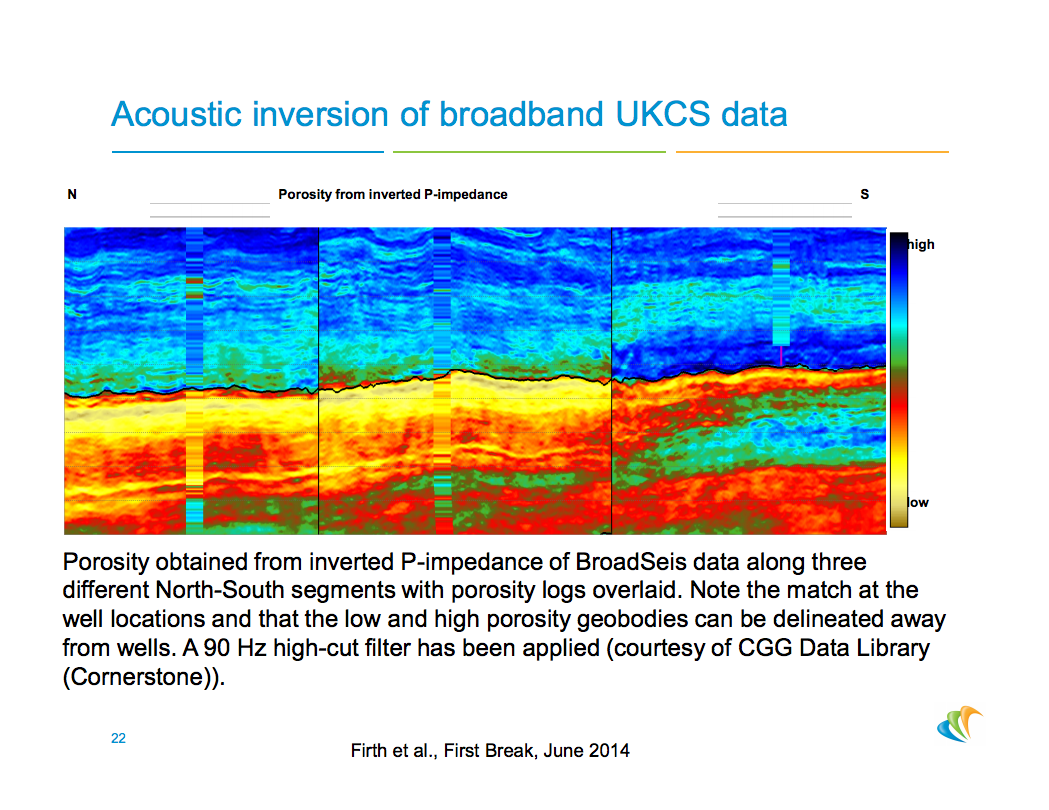 Acoustic inversion of broadband UKCS data
N Porosity from inverted P-impedance S
high
low
Porosity obtained from inverted P-impedance of BroadSeis data along three
different North-South segments with porosity logs overlaid. Note the match at the
well locations and that the low and high porosity geobodies can be delineated away
from wells. A 90 Hz high-cut filter has been applied (courtesy of CGG Data Library
(Cornerstone)).
22
Firth et al., First Break, June 2014